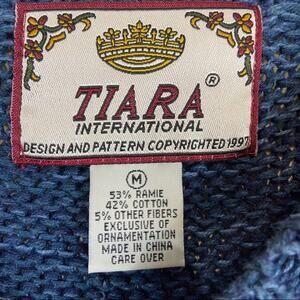 TIARA®
INTERNATIONAL
DESIGN AND PATTERN COPYRIGHTED 1997
M
53% RAMIE
42% COTTON
5% OTHER FIBERS
EXCLUSIVE OF
ORNAMENTATION
MADE IN CHINA
CARE OVER